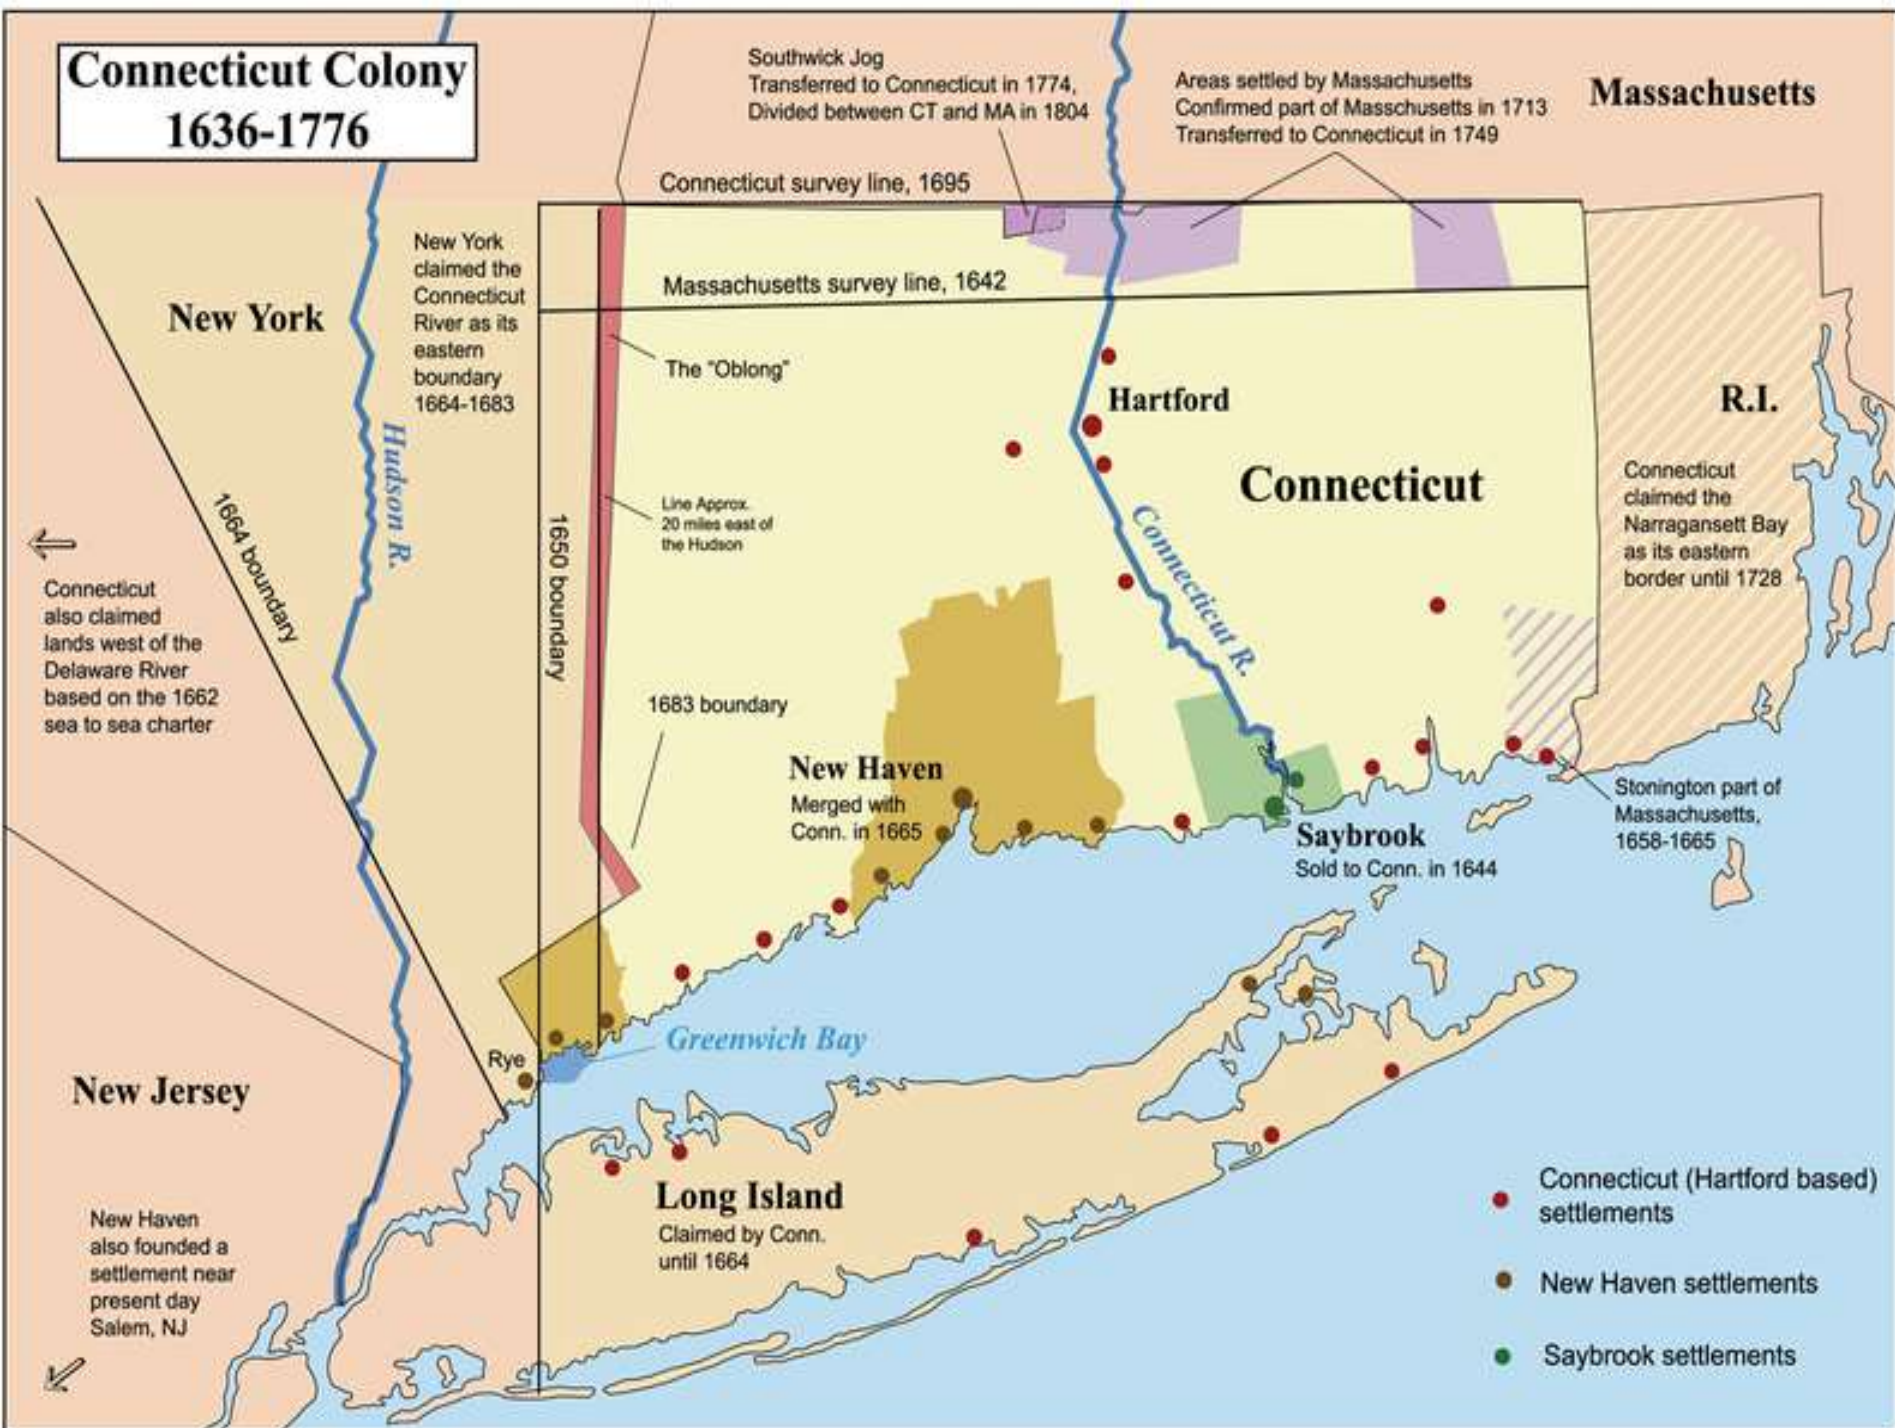 Connecticut Colony
1636-1776
Southwick Jog
Transferred to Connecticut in 1774,
Divided between CT and MA in 1804
Areas settled by Massachusetts
Confirmed part of Masschusetts in 1713
Transferred to Connecticut in 1749
Massachusetts
Connecticut survey line, 1695
New York
claimed the
Connecticut
River as its
eastern
boundary
1664-1683
Massachusetts survey line, 1642
New York
The "Oblong"
Hartford
R.I.
Hudson R.
Connecticut
Connecticut
claimed the
Narragansett Bay
as its eastern
border until 1728
1664 boundary
1650 boundary
Line Approx.
20 miles east of
the Hudson
Connecticut R.
Connecticut
also claimed
lands west of the
Delaware River
based on the 1662
sea to sea charter
1683 boundary
New Haven
Merged with
Conn. in 1665
Saybrook
Sold to Conn. in 1644
Stonington part of
Massachusetts,
1658-1665
Greenwich Bay
Rye
New Jersey
Long Island
Claimed by Conn.
until 1664
New Haven
also founded a
settlement near
present day
Salem, NJ
Connecticut (Hartford based)
settlements
New Haven settlements
Saybrook settlements